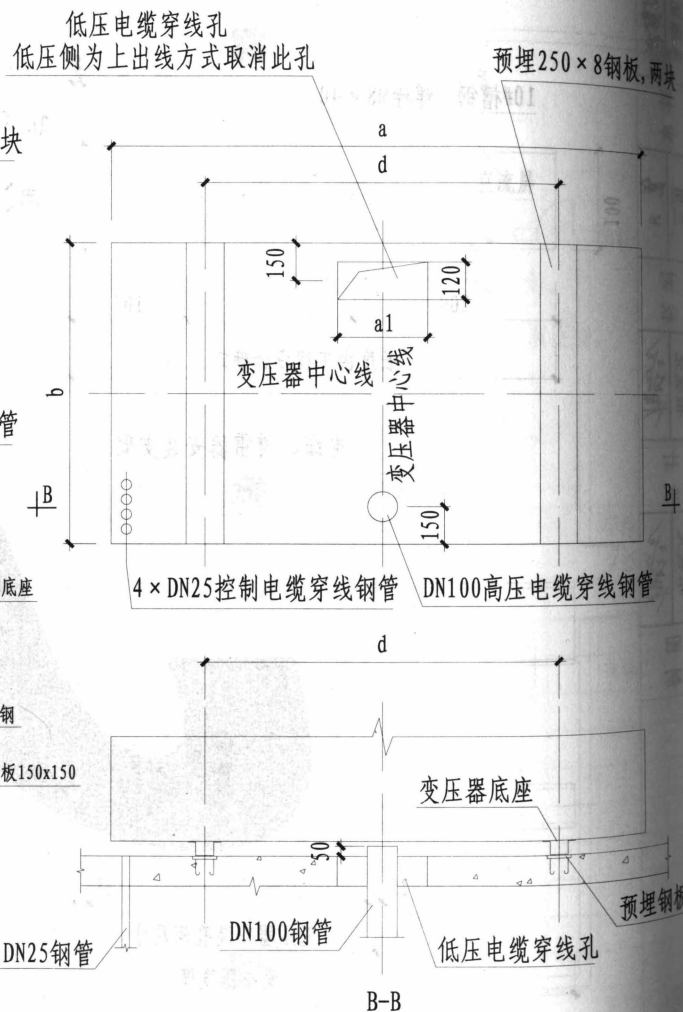 低压电缆穿线孔
低压侧为上出线方式取消此孔
预埋250×8钢板,两块
块
a
d
150
120
a1
变压器中心线
变压器中心线
b
管
B
B
150
底座
4×DN25控制电缆穿线钢管
DN100高压电缆穿线钢管
d
钢
板150x150
变压器底座
50
预埋钢板
DN25钢管
DN100钢管
低压电缆穿线孔
B-B